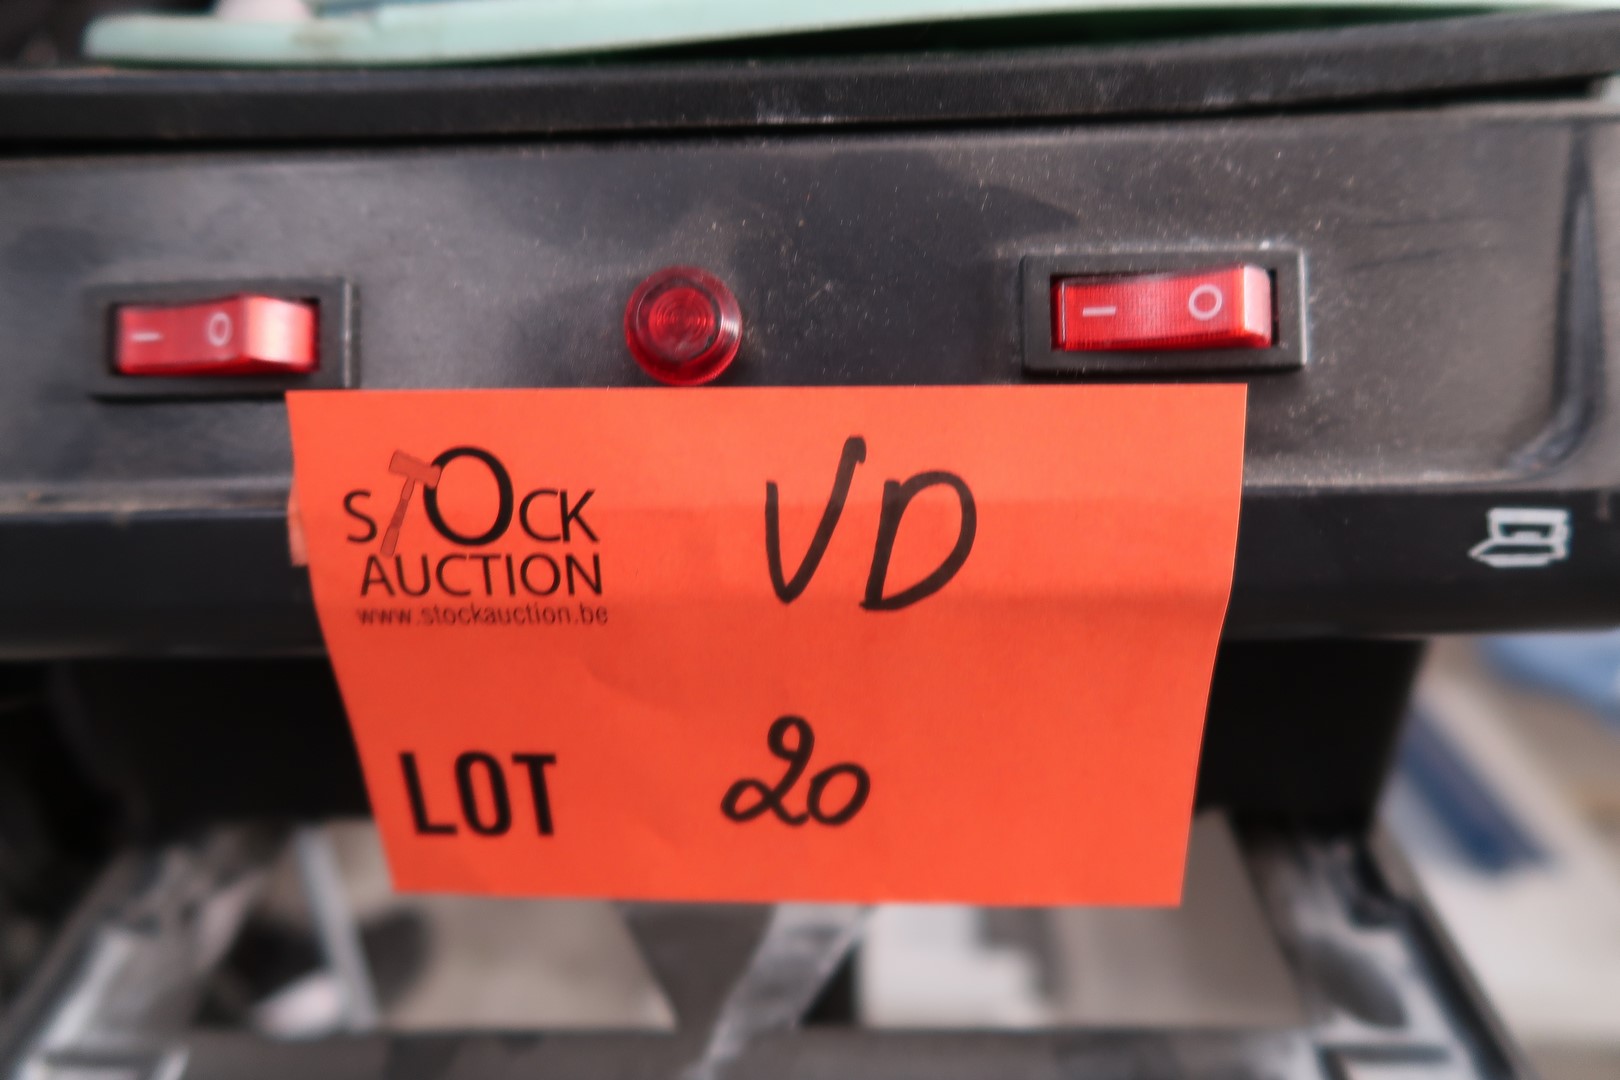 — O
— O
STOCK
AUCTION
www.stockauction.be
VD
LOT 20